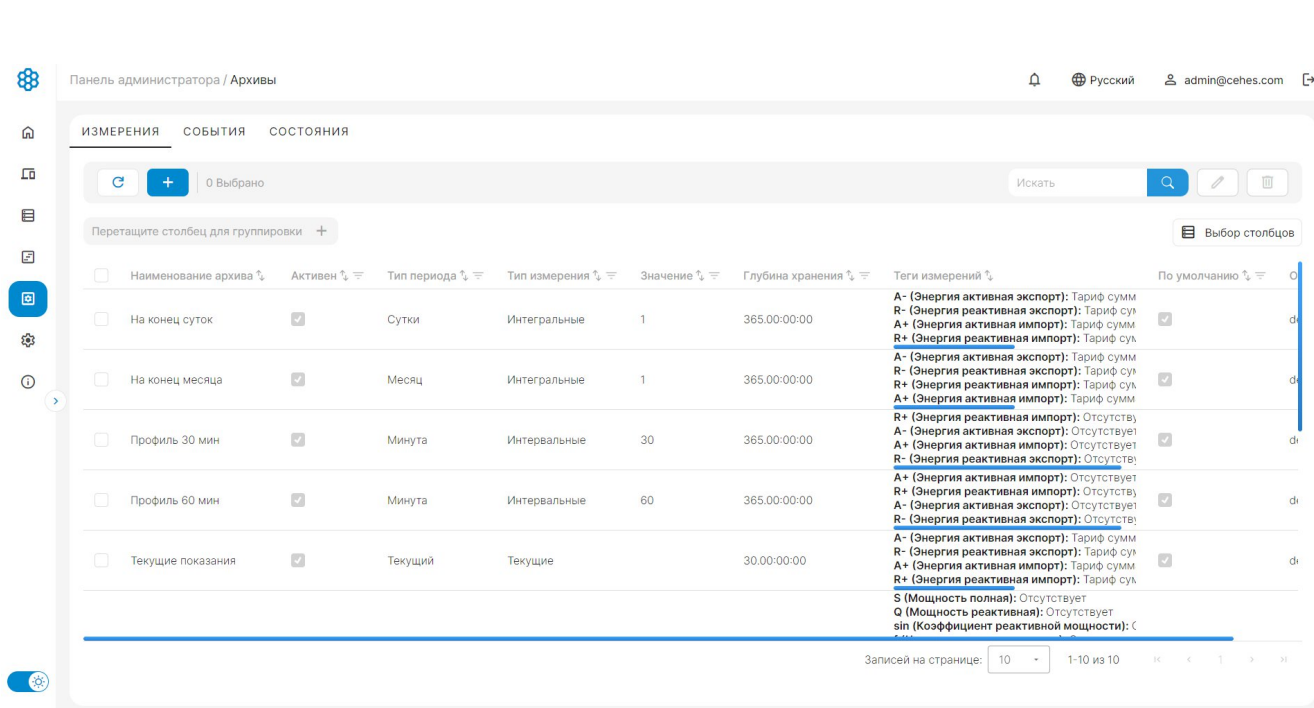 Панель администратора / Архивы
Русский
admin@cehes.com
ИЗМЕРЕНИЯ СОБЫТИЯ СОСТОЯНИЯ
0 Выбрано
Искать
Перетащите столбец для группировки +
Выбор столбцов
Наименование архива Активен Тип периода Тип измерения Значение Глубина хранения Теги измерений По умолчанию
A- (Энергия активная экспорт): Тариф сумм
R- (Энергия реактивная экспорт): Тариф сум
На конец суток Сутки Интегральные 1 365.00:00:00
A+ (Энергия активная импорт): Тариф сумм
R+ (Энергия реактивная импорт): Тариф сум
A- (Энергия активная экспорт): Тариф сумм
R- (Энергия реактивная экспорт): Тариф сум
На конец месяца Месяц Интегральные 1 365.00:00:00
R+ (Энергия реактивная импорт): Тариф сум
A+ (Энергия активная импорт): Тариф сумм
R+ (Энергия реактивная импорт): Отсутству
A- (Энергия активная экспорт): Отсутствует
Профиль 30 мин Минута Интервальные 30 365.00:00:00
A+ (Энергия активная импорт): Отсутствует
R- (Энергия реактивная экспорт): Отсутству
A+ (Энергия активная импорт): Отсутствует
R+ (Энергия реактивная импорт): Отсутству
Профиль 60 мин Минута Интервальные 60 365.00:00:00
A- (Энергия активная экспорт): Отсутствует
R- (Энергия реактивная экспорт): Отсутству
A- (Энергия активная экспорт): Тариф сумм
R- (Энергия реактивная экспорт): Тариф сум
Текущие показания Текущий Текущие 30.00:00:00
A+ (Энергия активная импорт): Тариф сумм
R+ (Энергия реактивная импорт): Тариф сум
S (Мощность полная): Отсутствует
Q (Мощность реактивная): Отсутствует
sin (Коэффициент реактивной мощности):
Записей на странице: 10 1-10 из 10 1